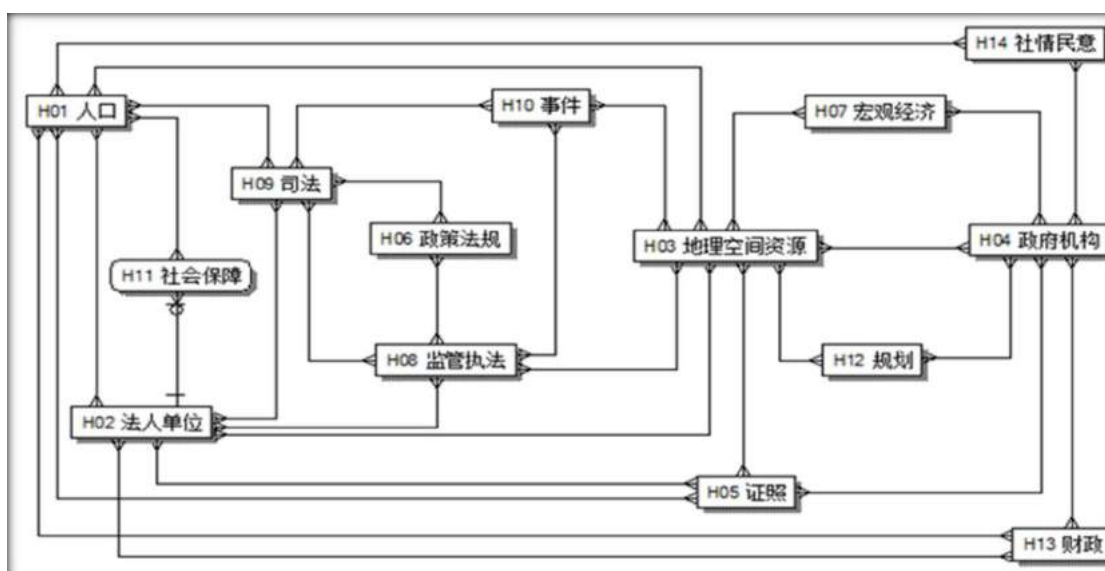 H14 社情民意
H01 人口
H10 事件
H07 宏观经济
H09 司法
H06 政策法规
H03 地理空间资源
H04 政府机构
H11 社会保障
H08 监管执法
H12 规划
H02 法人单位
H05 证照
H13 财政